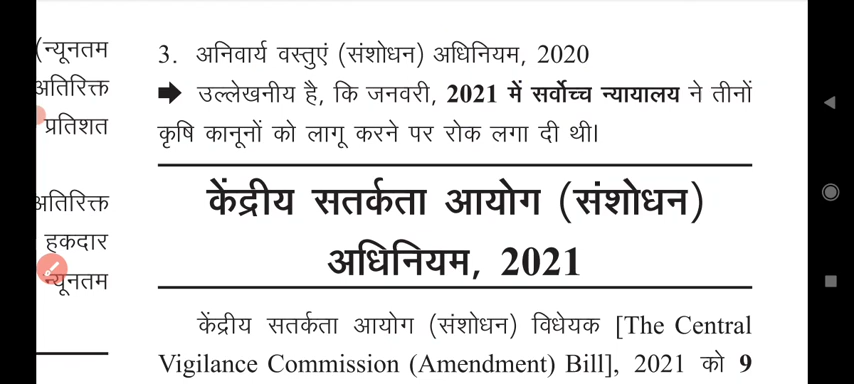 (न्यूनतम
अतिरिक्त
प्रतिशत
अतिरिक्त
हकदार
न्यूनतम
3. अनिवार्य वस्तुएं (संशोधन) अधिनियम, 2020
➡ उल्लेखनीय है, कि जनवरी, 2021 में सर्वोच्च न्यायालय ने तीनों
कृषि कानूनों को लागू करने पर रोक लगा दी थी।
केंद्रीय सतर्कता आयोग (संशोधन)
अधिनियम, 2021
केंद्रीय सतर्कता आयोग (संशोधन) विधेयक [The Central
Vigilance Commission (Amendment) Bill], 2021 को 9